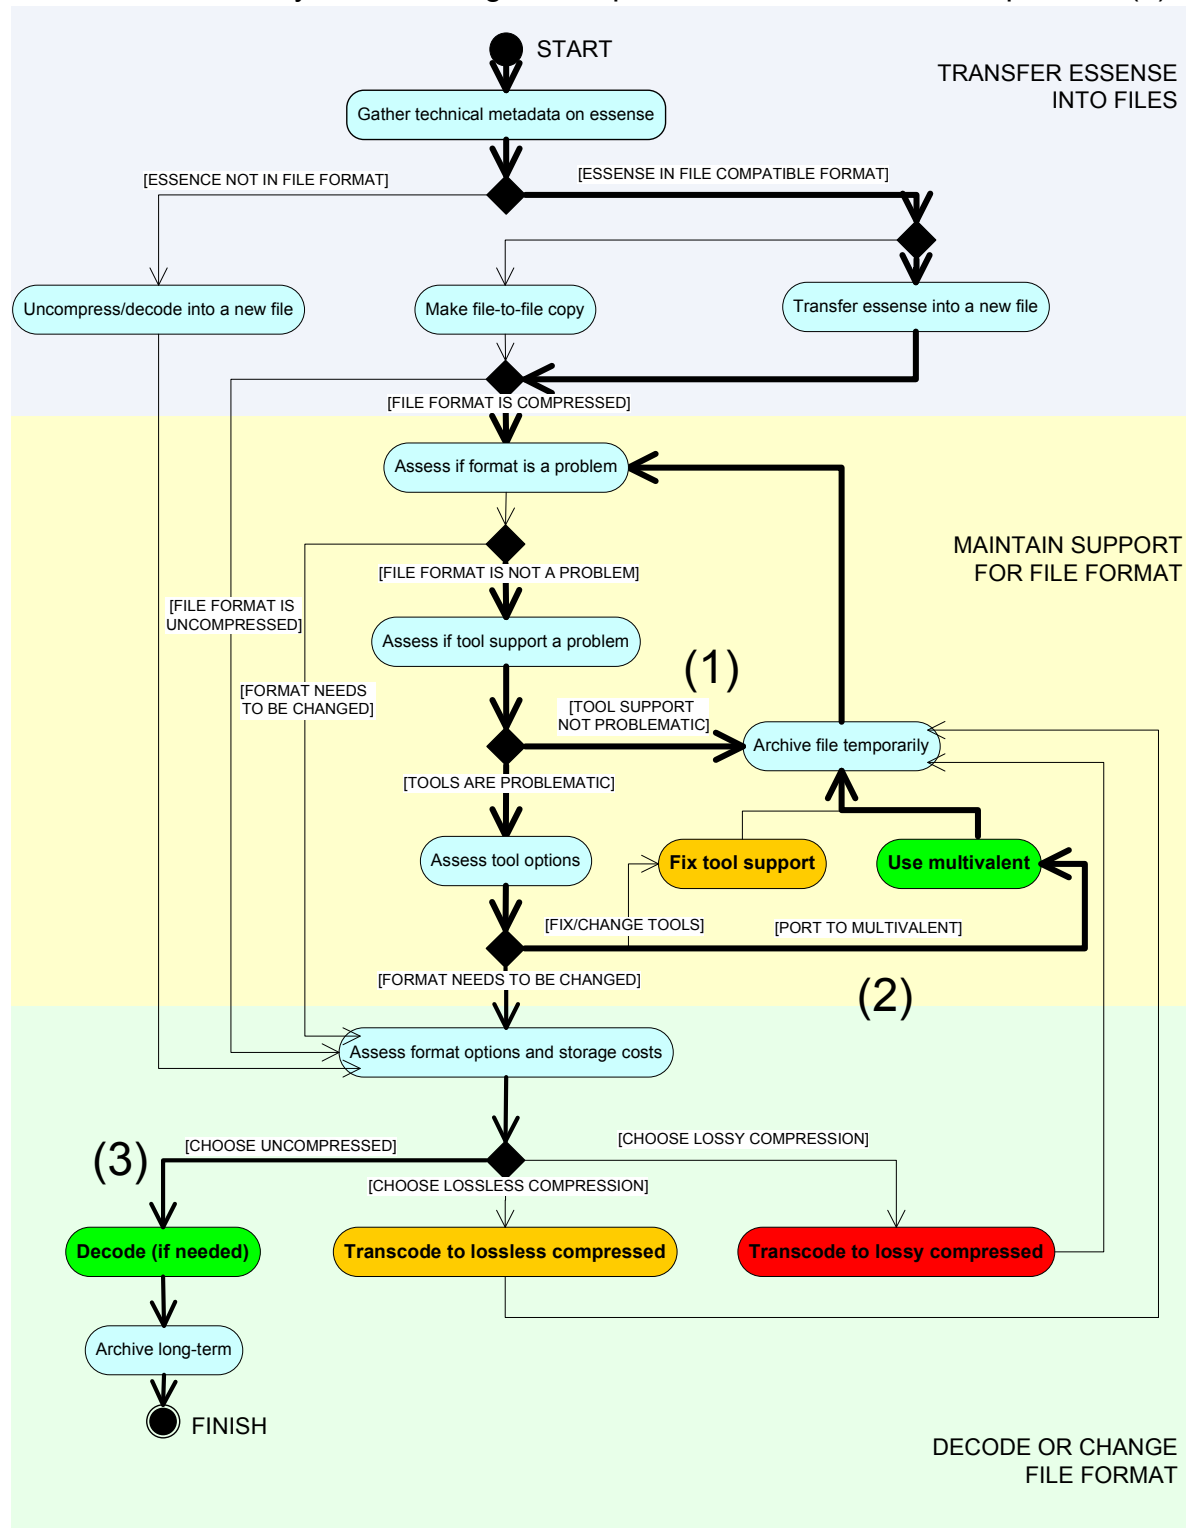 START
TRANSFER ESSENSE
INTO FILES
Gather technical metadata on essense
[ESSENCE NOT IN FILE FORMAT]
[ESSENSE IN FILE COMPATIBLE FORMAT]
Uncompress/decode into a new file
Make file-to-file copy
Transfer essense into a new file
[FILE FORMAT IS COMPRESSED]
Assess if format is a problem
MAINTAIN SUPPORT
FOR FILE FORMAT
[FILE FORMAT IS NOT A PROBLEM]
[FILE FORMAT IS
UNCOMPRESSED]
Assess if tool support a problem
(1)
[FORMAT NEEDS
TO BE CHANGED]
[TOOL SUPPORT
NOT PROBLEMATIC]
Archive file temporarily
[TOOLS ARE PROBLEMATIC]
Assess tool options
Fix tool support
Use multivalent
[FIX/CHANGE TOOLS]
[PORT TO MULTIVALENT]
[FORMAT NEEDS TO BE CHANGED]
(2)
Assess format options and storage costs
[CHOOSE UNCOMPRESSED]
[CHOOSE LOSSY COMPRESSION]
(3)
[CHOOSE LOSSLESS COMPRESSION]
Decode (if needed)
Transcode to lossless compressed
Transcode to lossy compressed
Archive long-term
FINISH
DECODE OR CHANGE
FILE FORMAT